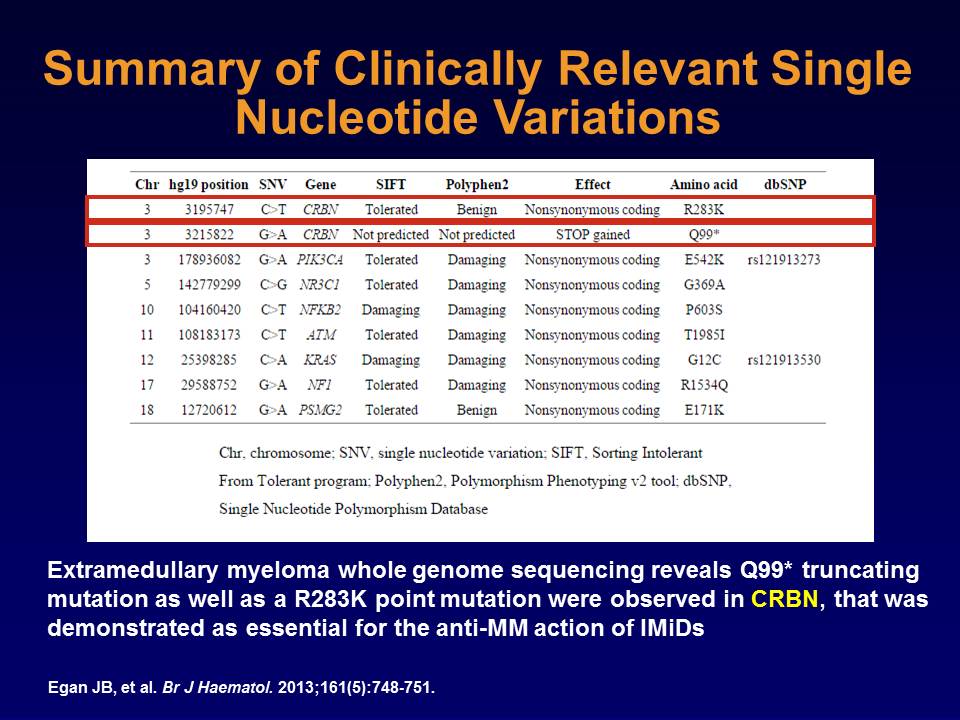 Summary of Clinically Relevant Single
Nucleotide Variations
Chr hg19 position SNV Gene SIFT Polyphen2 Effect Amino acid dbSNP
3 3195747 C>T CRBN Tolerated Benign Nonsynonymous coding R283K
3 3215822 G>A CRBN Not predicted Not predicted STOP gained Q99*
3 178936082 G>A PIK3CA Tolerated Damaging Nonsynonymous coding E542K rs121913273
5 142779299 C>G NR3C1 Tolerated Damaging Nonsynonymous coding G369A
10 104160420 C>T NFKB2 Damaging Damaging Nonsynonymous coding P603S
11 108183173 C>T ATM Tolerated Damaging Nonsynonymous coding T1985I
12 25398285 C>A KRAS Damaging Damaging Nonsynonymous coding G12C rs121913530
17 29588752 G>A NF1 Tolerated Damaging Nonsynonymous coding R1534Q
18 12720612 G>A PSMG2 Tolerated Benign Nonsynonymous coding E171K
Chr, chromosome; SNV, single nucleotide variation; SIFT, Sorting Intolerant
From Tolerant program; Polyphen2, Polymorphism Phenotyping v2 tool; dbSNP,
Single Nucleotide Polymorphism Database
Extramedullary myeloma whole genome sequencing reveals Q99* truncating
mutation as well as a R283K point mutation were observed in CRBN, that was
demonstrated as essential for the anti-MM action of IMiDs
Egan JB, et al. Br J Haematol. 2013;161(5):748-751.